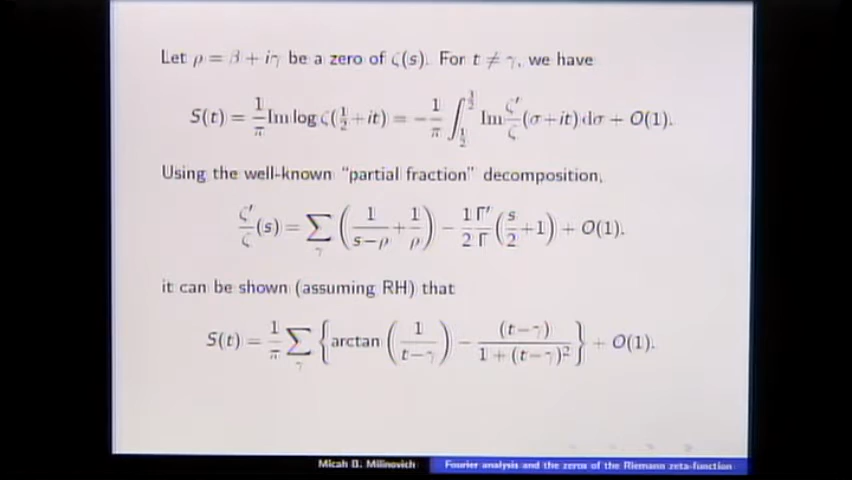 Let ρ = β + iγ be a zero of ζ(s). For t ≠ γ, we have
S(t) = 1/π Im log ζ(1/2 + it) = − 1/π ∫_{1/2}^{3/2} Im ζ′/ζ (σ + it) dσ + O(1).
Using the well-known "partial fraction" decomposition,
ζ′/ζ (s) = ∑_γ ( 1/(s−ρ) + 1/ρ ) − 1/2 Γ′/Γ ( s/2 + 1 ) + O(1).
it can be shown (assuming RH) that
S(t) = 1/π ∑_γ { arctan ( 1/(t−γ) ) − (t−γ)/(1 + (t−γ)²) } + O(1).
Micah B. Milinovich Fourier analysis and the zeros of the Riemann zeta-function